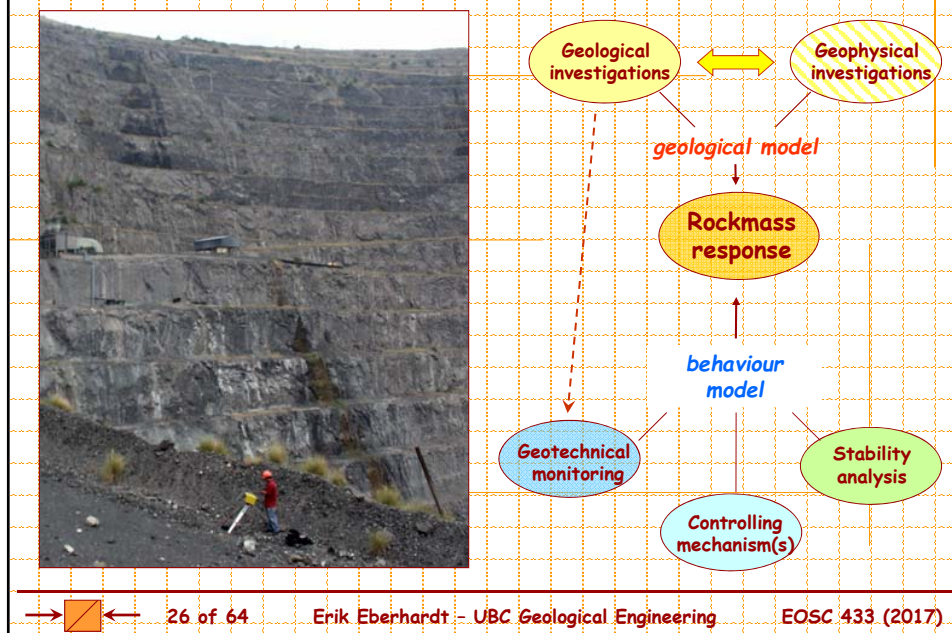 Geological
investigations
Geophysical
investigations
geological model
Rockmass
response
behaviour
model
Geotechnical
monitoring
Stability
analysis
Controlling
mechanism(s)
26 of 64 Erik Eberhardt - UBC Geological Engineering EOSC 433 (2017)